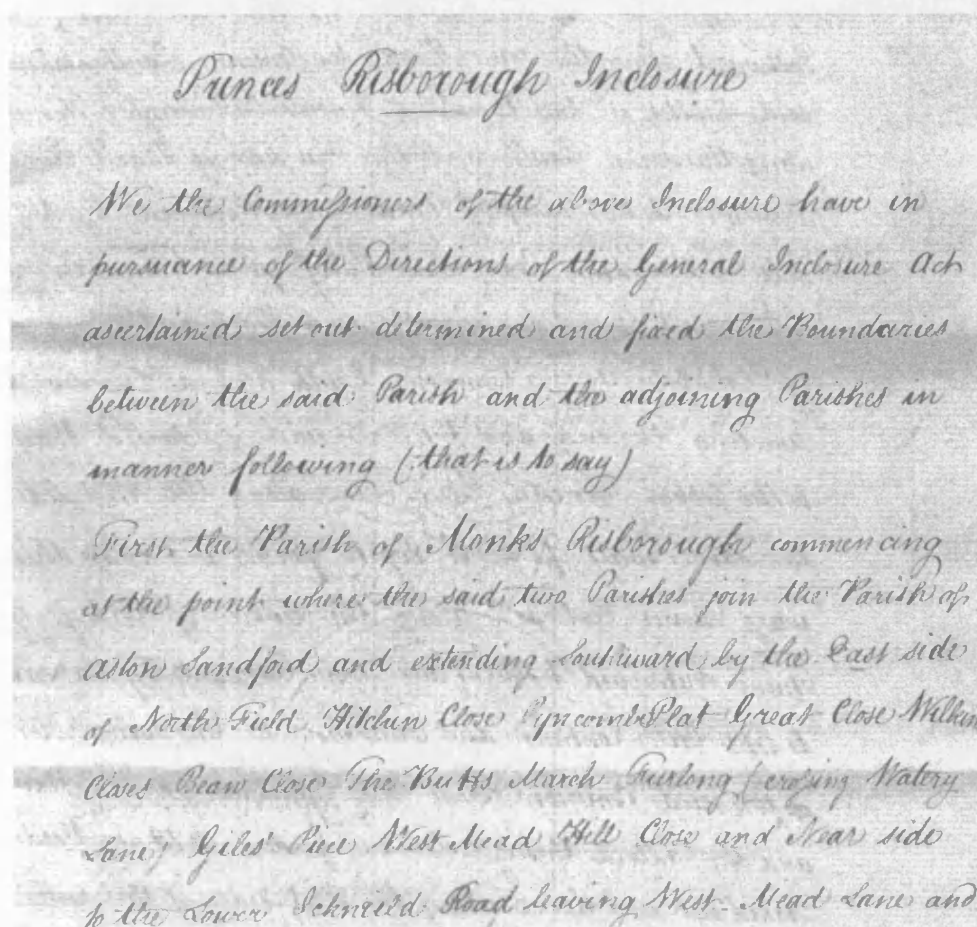 Princes Risborough Inclosure
We the Commissioners of the above Inclosure have in
pursuance of the Directions of the General Inclosure Act
ascertained set out determined and fixed the Boundaries
between the said Parish and the adjoining Parishes in
manner following (that is to say)
First the Parish of Monks Risborough commencing
at the point where the said two Parishes join the Parish of
Aston Sandford and extending Southward by the East side
of North Field Hitchin Close Pyncombe Plat Great Close
Closes Bean Close The Butts March Furlong (crossing Watery
Lane) Giles' Piece West Mead Hill Close and Near side
to the Lower Icknield Road leaving West Mead Lane and